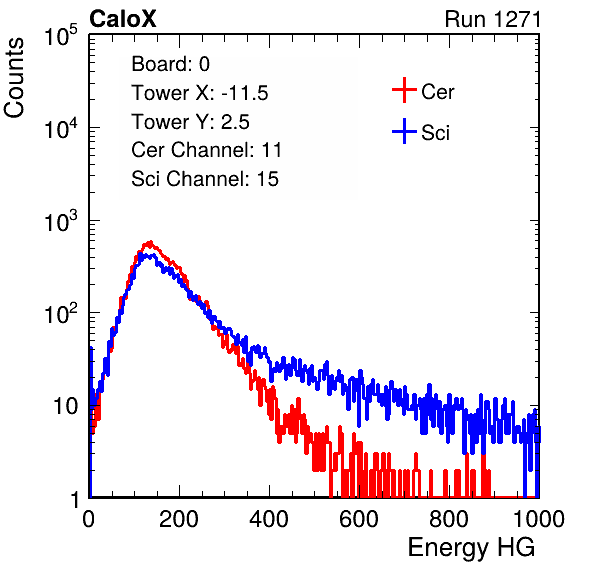 CaloX Run 1271
Counts
10^5
10^4
10^3
10^2
10
1
Board: 0
Tower X: -11.5
Tower Y: 2.5
Cer Channel: 11
Sci Channel: 15
Cer
Sci
0 200 400 600 800 1000
Energy HG